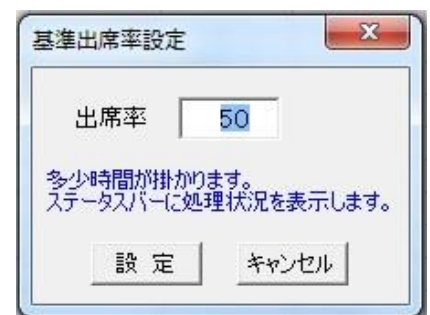 基準出席率設定
出席率 50
多少時間が掛かります。
ステータスバーに処理状況を表示します。
設 定 キャンセル